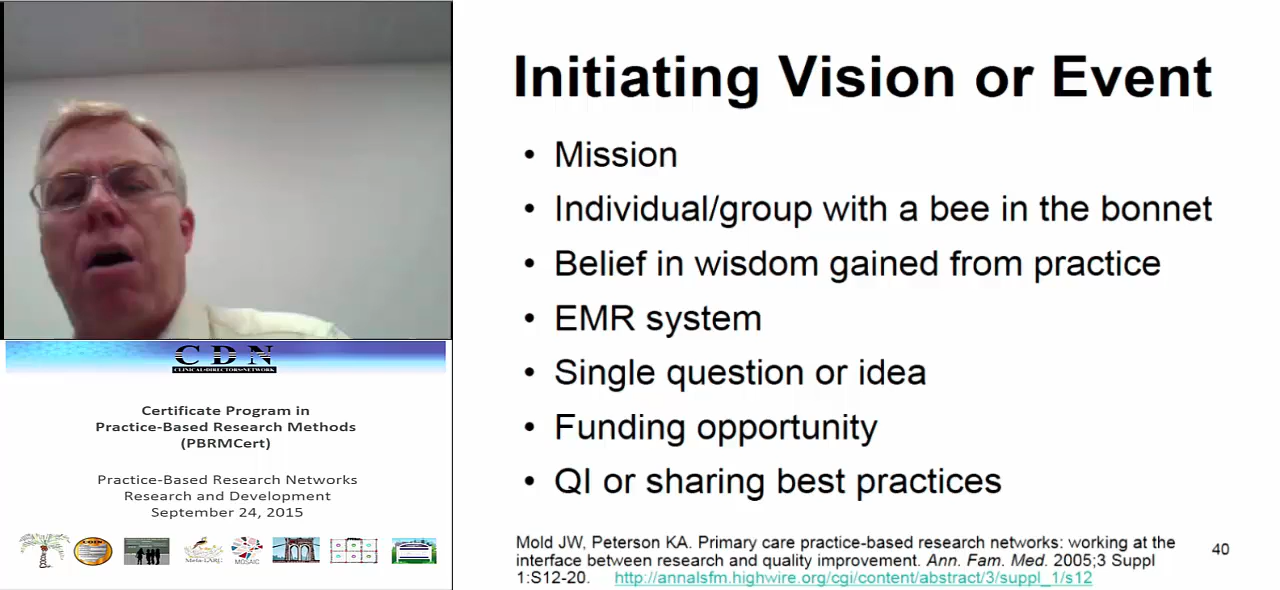 Initiating Vision or Event
• Mission
• Individual/group with a bee in the bonnet
• Belief in wisdom gained from practice
• EMR system
• Single question or idea
• Funding opportunity
• QI or sharing best practices
Mold JW, Peterson KA. Primary care practice-based research networks: working at the
interface between research and quality improvement. Ann. Fam. Med. 2005;3 Suppl
1:S12-20. http://annalsfm.highwire.org/cgi/content/abstract/3/suppl_1/s12
40
CDN
CLINICAL·DIRECTORS·NETWORK
Certificate Program in
Practice-Based Research Methods
(PBRMCert)
Practice-Based Research Networks
Research and Development
September 24, 2015
MOSAIC